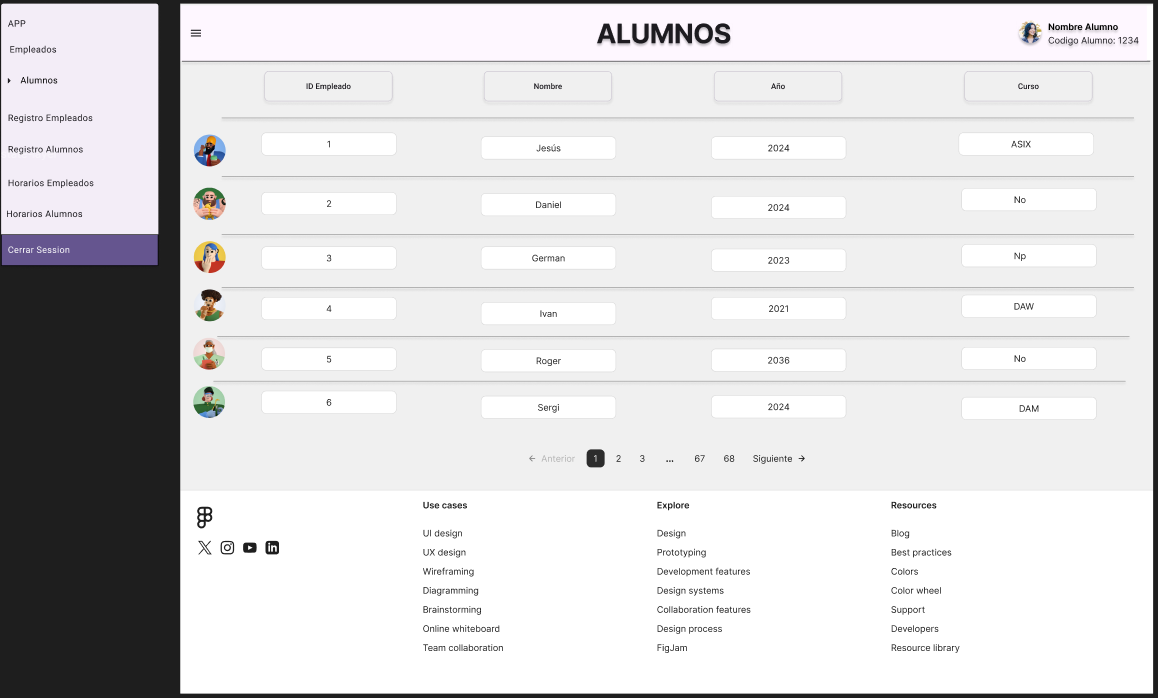 APP
Empleados
Alumnos
Registro Empleados
Registro Alumnos
Horarios Empleados
Horarios Alumnos
Cerrar Session
ALUMNOS
Nombre Alumno
Codigo Alumno: 1234
ID Empleado Nombre Año Curso
1 Jesús 2024 ASIX
2 Daniel 2024 No
3 German 2023 Np
4 Ivan 2021 DAW
5 Roger 2036 No
6 Sergi 2024 DAM
← Anterior 1 2 3 ... 67 68 Siguiente →
Use cases
UI design
UX design
Wireframing
Diagramming
Brainstorming
Online whiteboard
Team collaboration
Explore
Design
Prototyping
Development features
Design systems
Collaboration features
Design process
FigJam
Resources
Blog
Best practices
Colors
Color wheel
Support
Developers
Resource library